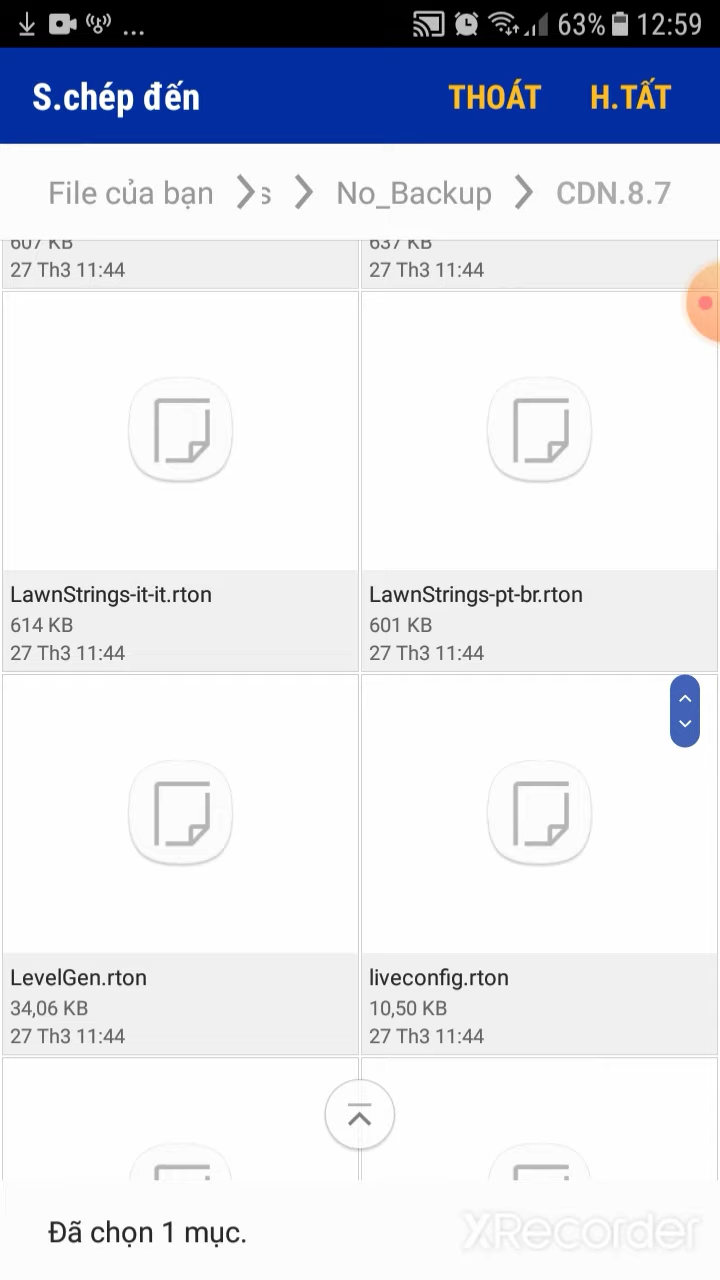 ... 63% 12:59
S.chép đến THOÁT H.TẤT
File của bạn s No_Backup CDN.8.7
607 KB 637 KB
27 Th3 11:44 27 Th3 11:44
LawnStrings-it-it.rton LawnStrings-pt-br.rton
614 KB 601 KB
27 Th3 11:44 27 Th3 11:44
LevelGen.rton liveconfig.rton
34,06 KB 10,50 KB
27 Th3 11:44 27 Th3 11:44
Đã chọn 1 mục. XRecorder